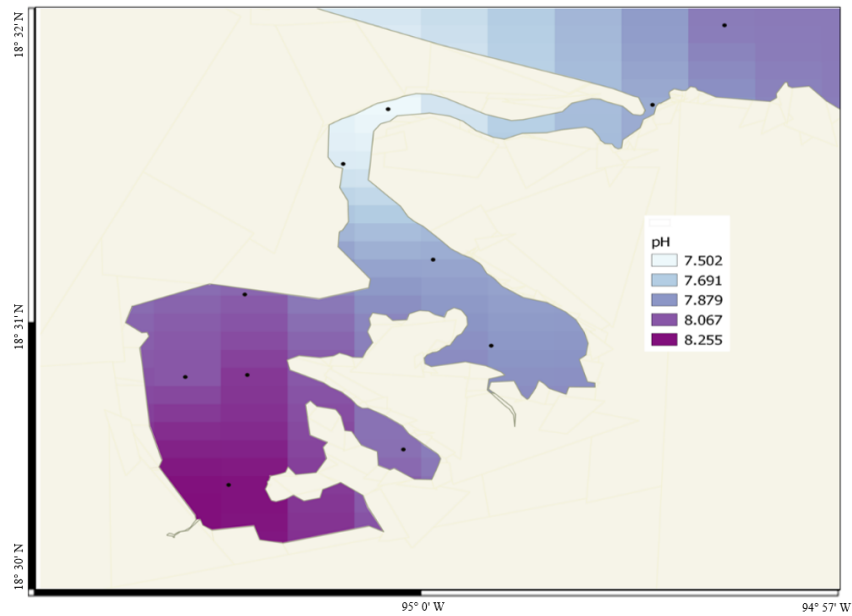 18° 32' N
18° 31' N
18° 30' N
pH
7.502
7.691
7.879
8.067
8.255
95° 0' W
94° 57' W